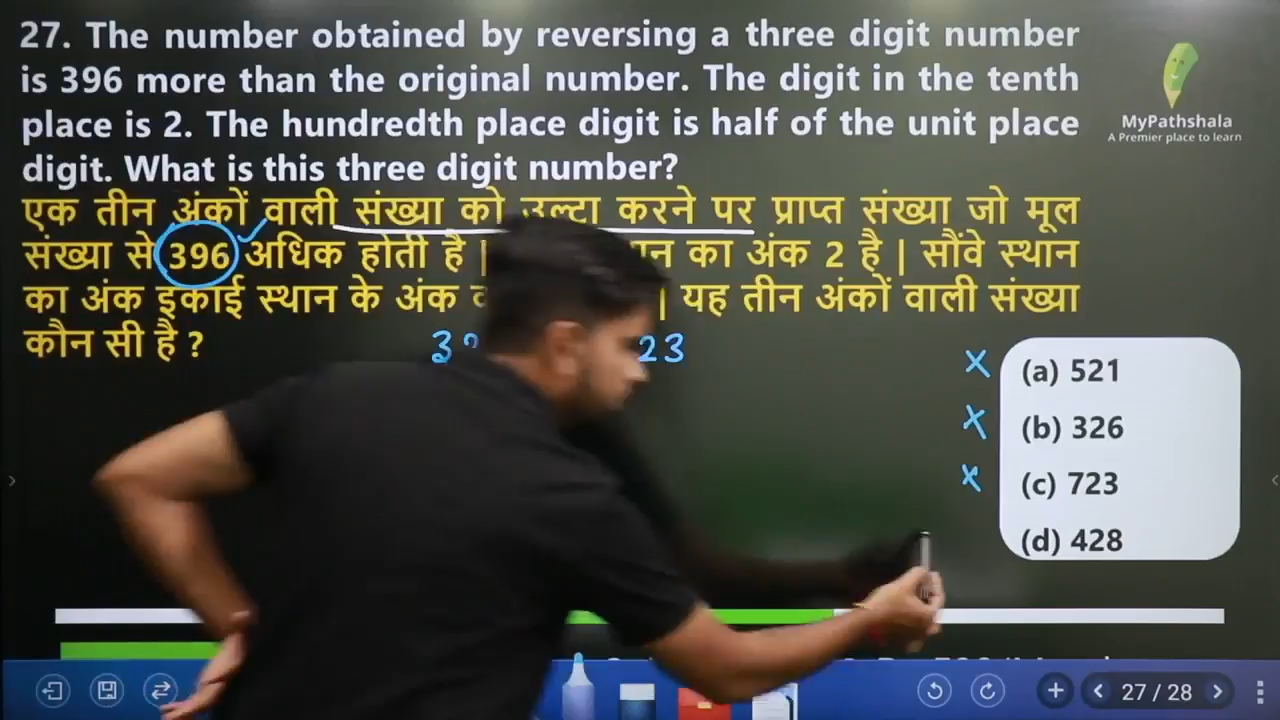 27. The number obtained by reversing a three digit number
is 396 more than the original number. The digit in the tenth
place is 2. The hundredth place digit is half of the unit place
digit. What is this three digit number?
एक तीन अंकों वाली संख्या को उल्टा करने पर प्राप्त संख्या जो मूल
संख्या से 396 अधिक होती है | का अंक 2 है | सौंवे स्थान
का अंक इकाई स्थान के अंक | यह तीन अंकों वाली संख्या
कौन सी है ?
23
MyPathshala
A Premier place to learn
(a) 521
(b) 326
(c) 723
(d) 428
27 / 28